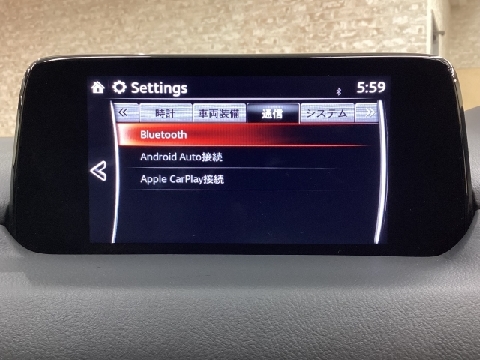 Settings 5:59
≪ 時計 車両装備 通信 システム ≫
Bluetooth
Android Auto接続
Apple CarPlay接続